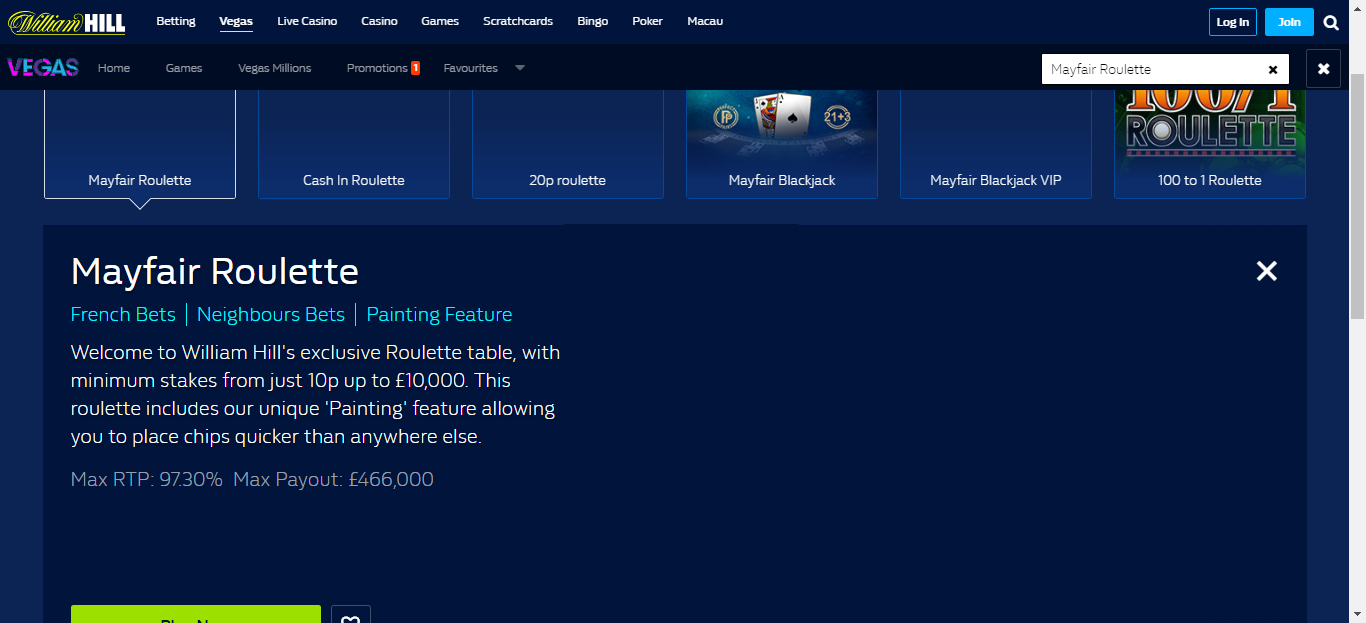 William HILL Betting Vegas Live Casino Casino Games Scratchcards Bingo Poker Macau Log In Join
VEGAS Home Games Vegas Millions Promotions 1 Favourites Mayfair Roulette
21+3
100/1
ROULETTE
Mayfair Roulette Cash In Roulette 20p roulette Mayfair Blackjack Mayfair Blackjack VIP 100 to 1 Roulette
Mayfair Roulette
French Bets | Neighbours Bets | Painting Feature
Welcome to William Hill's exclusive Roulette table, with
minimum stakes from just 10p up to £10,000. This
roulette includes our unique 'Painting' feature allowing
you to place chips quicker than anywhere else.
Max RTP: 97.30% Max Payout: £466,000